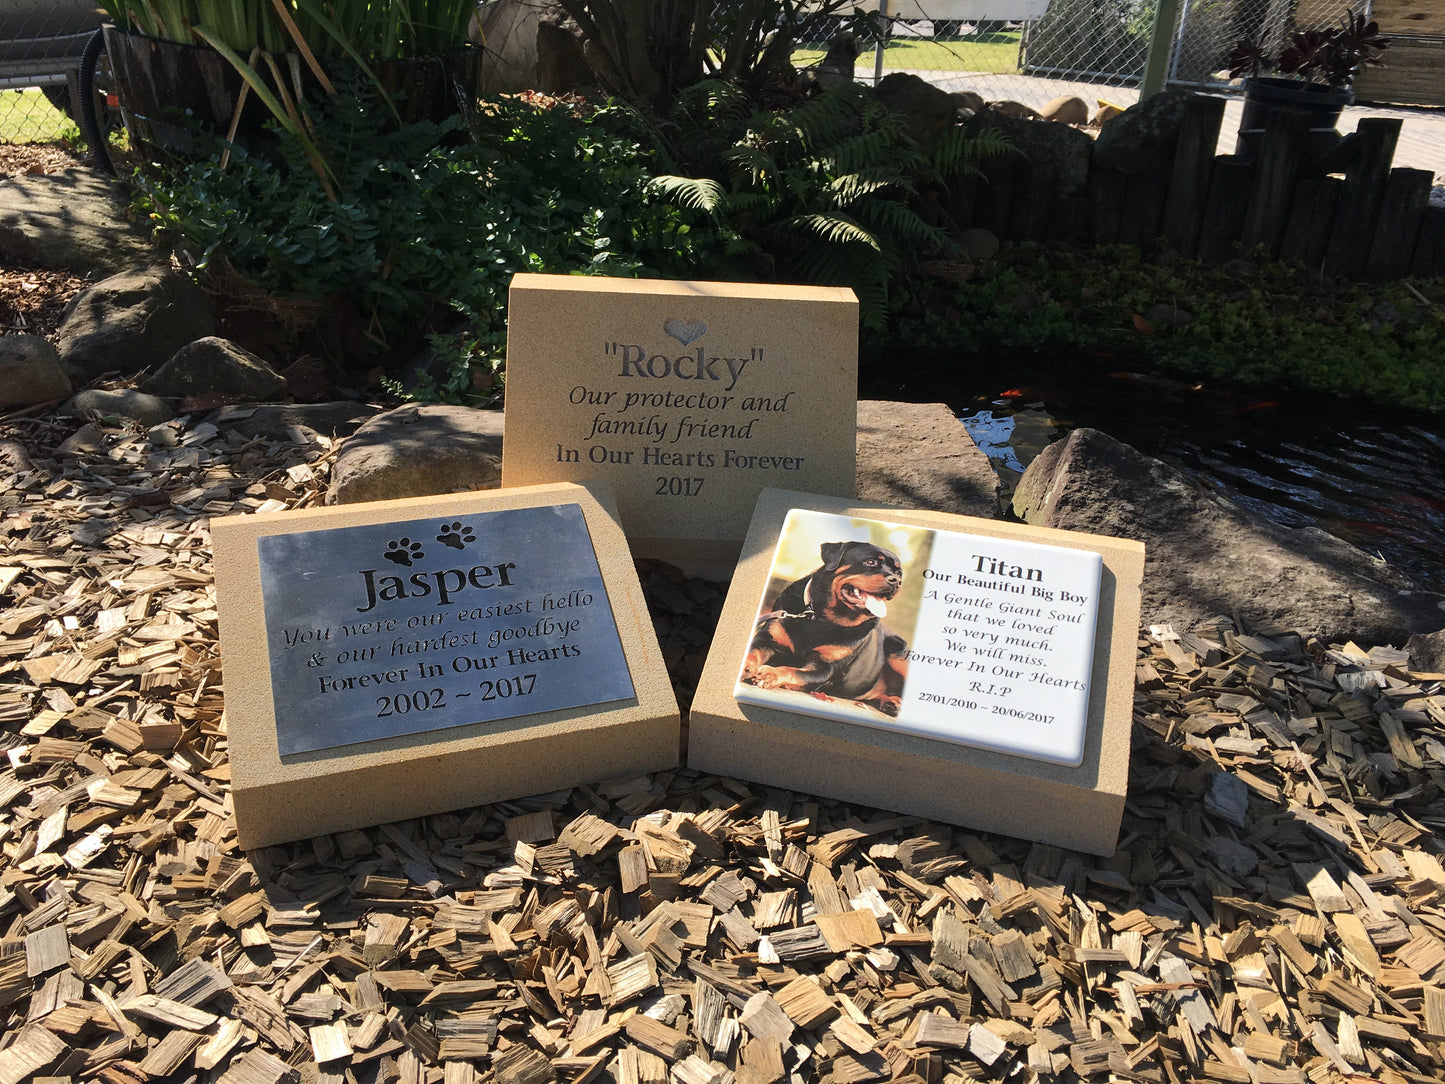 "Rocky"
Our protector and
family friend
In Our Hearts Forever
2017
Jasper
You were our easiest hello
& our hardest goodbye
Forever In Our Hearts
2002 ~ 2017
Titan
Our Beautiful Big Boy
A Gentle Giant Soul
that we loved
so very much.
We will miss.
Forever In Our Hearts
R.I.P
27/01/2010 ~ 20/06/2017